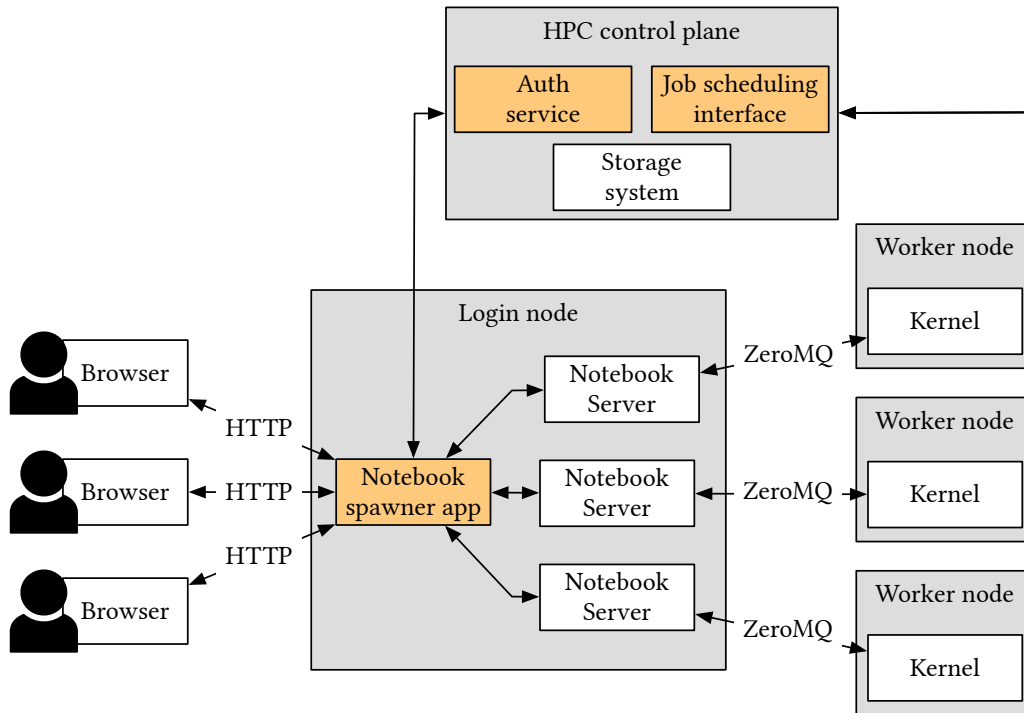 HPC control plane
Auth
service
Job scheduling
interface
Storage
system
Worker node
Kernel
Login node
ZeroMQ
Browser
Notebook
Server
HTTP
Worker node
Notebook
spawner app
Notebook
Server
Browser
HTTP
ZeroMQ
Kernel
HTTP
Notebook
Server
Worker node
Browser
ZeroMQ
Kernel